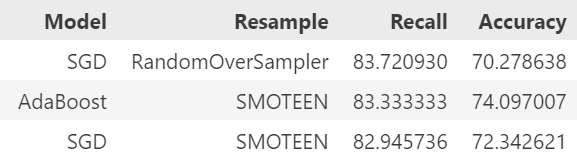 Model Resample Recall Accuracy
SGD RandomOverSampler 83.720930 70.278638
AdaBoost SMOTEEN 83.333333 74.097007
SGD SMOTEEN 82.945736 72.342621